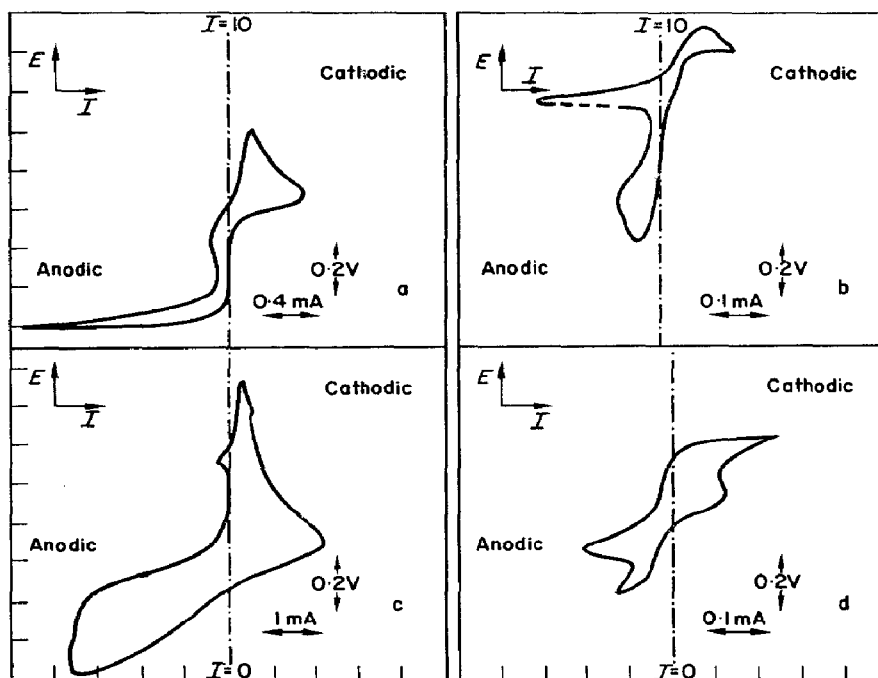 I=10
E
Cathodic
I
Anodic
0·2V
0·4 mA
a
I=10
E
I
Cathodic
Anodic
0·2V
0·1 mA
b
E
Cathodic
I
Anodic
0·2V
1 mA
c
I=0
E
Cathodic
I
Anodic
0·2V
0·1 mA
d
I=0